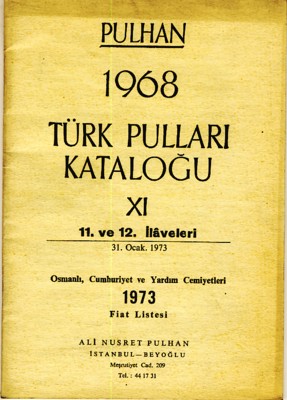 PULHAN
1968
TÜRK PULLARI
KATALOĞU
XI
11. ve 12. İlâveleri
31. Ocak. 1973
Osmanlı, Cumhuriyet ve Yardım Cemiyetleri
1973
Fiat Listesi
ALİ NUSRET PULHAN
İSTANBUL–BEYOĞLU
Meşrutiyet Cad. 209
Tel. : 44 17 31